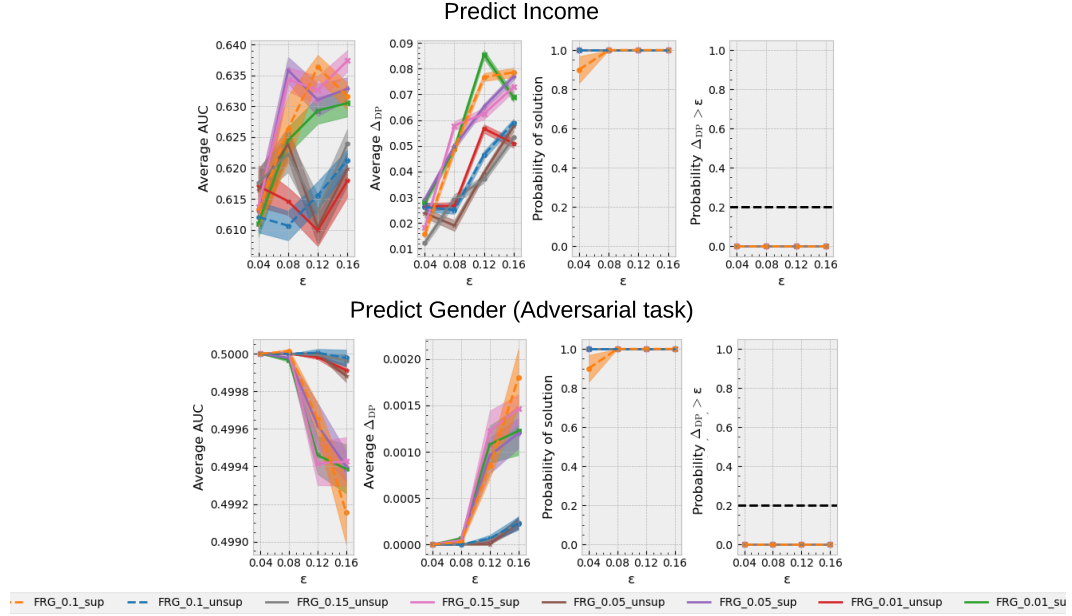 Predict Income
Average AUC
0.640
0.635
0.630
0.625
0.620
0.615
0.610
0.04 0.08 0.12 0.16
ε
Average ΔDP
0.09
0.08
0.07
0.06
0.05
0.04
0.03
0.02
0.01
0.04 0.08 0.12 0.16
ε
Probability of solution
1.0
0.8
0.6
0.4
0.2
0.0
0.04 0.08 0.12 0.16
ε
Probability ΔDP > ε
1.0
0.8
0.6
0.4
0.2
0.0
0.04 0.08 0.12 0.16
ε
Predict Gender (Adversarial task)
Average AUC
0.5000
0.4998
0.4996
0.4994
0.4992
0.4990
0.04 0.08 0.12 0.16
ε
Average ΔDP
0.0020
0.0015
0.0010
0.0005
0.0000
0.04 0.08 0.12 0.16
ε
Probability of solution
1.0
0.8
0.6
0.4
0.2
0.0
0.04 0.08 0.12 0.16
ε
Probability ΔDP > ε
1.0
0.8
0.6
0.4
0.2
0.0
0.04 0.08 0.12 0.16
ε
FRG_0.1_sup FRG_0.1_unsup FRG_0.15_unsup FRG_0.15_sup FRG_0.05_unsup FRG_0.05_sup FRG_0.01_unsup FRG_0.01_su